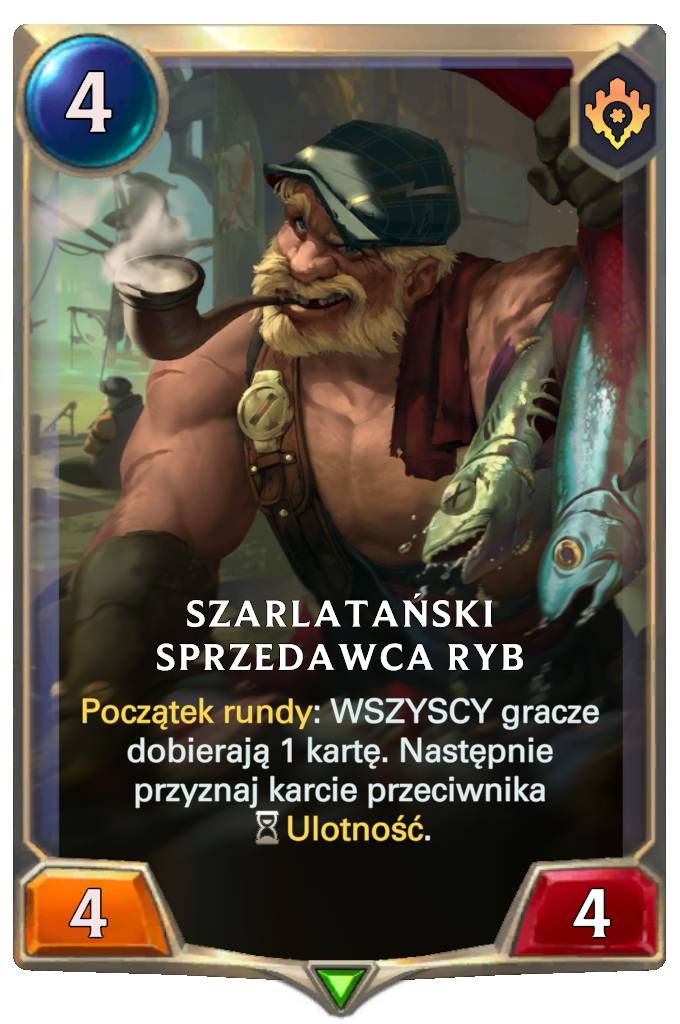 4
SZARLATAŃSKI
SPRZEDAWCA RYB
Początek rundy: WSZYSCY gracze
dobierają 1 kartę. Następnie
przyznaj karcie przeciwnika
Ulotność.
4
4